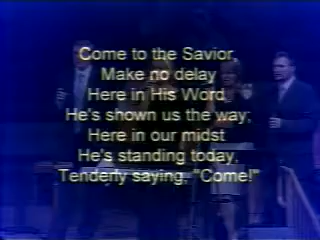 Come to the Savior,
Make no delay
Here in His Word
He's shown us the way;
Here in our midst
He's standing today,
Tenderly saying, "Come!"